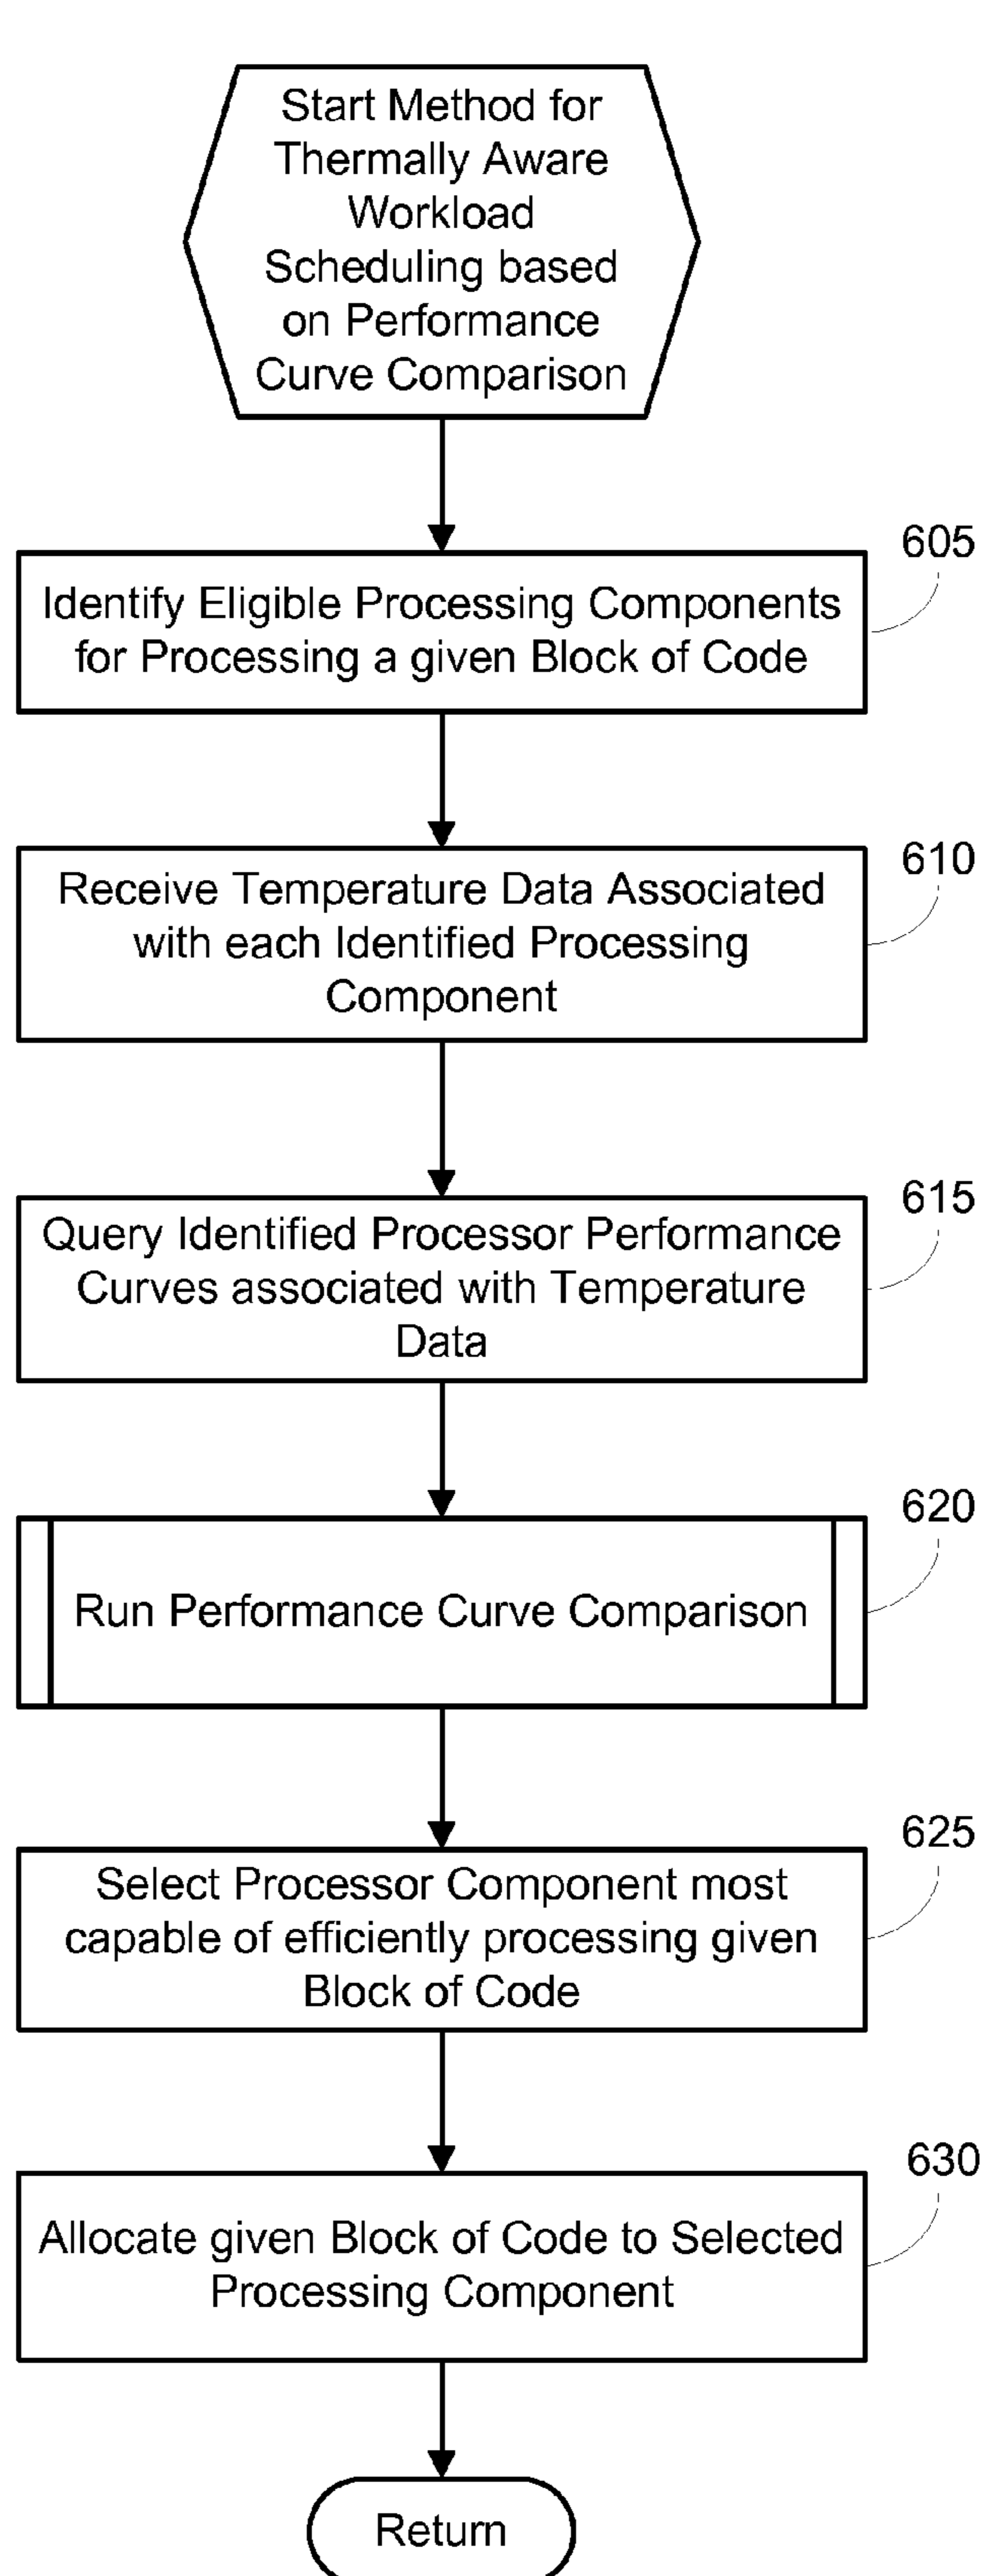 Start Method for
Thermally Aware
Workload
Scheduling based
on Performance
Curve Comparison
605
Identify Eligible Processing Components
for Processing a given Block of Code
610
Receive Temperature Data Associated
with each Identified Processing
Component
615
Query Identified Processor Performance
Curves associated with Temperature
Data
620
Run Performance Curve Comparison
625
Select Processor Component most
capable of efficiently processing given
Block of Code
630
Allocate given Block of Code to Selected
Processing Component
Return